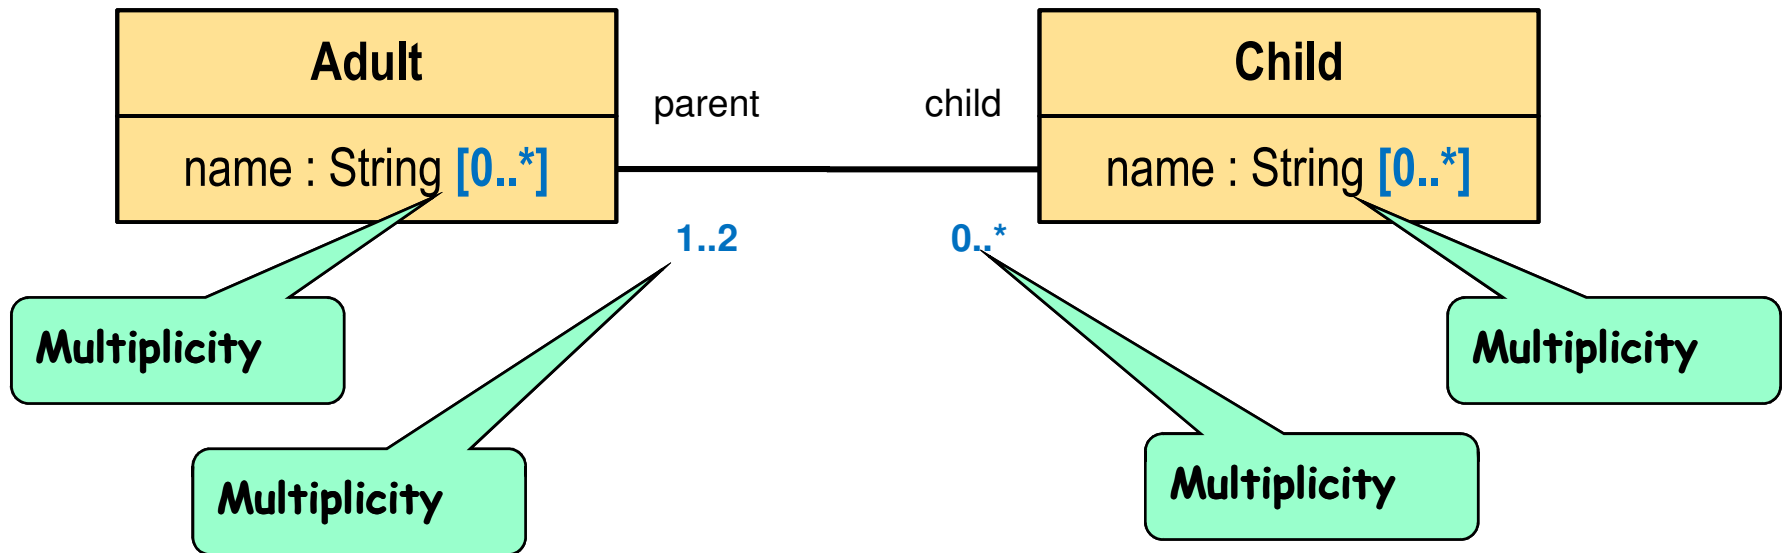 Adult
Child
parent
child
name : String [0..*]
name : String [0..*]
1..2
0..*
Multiplicity
Multiplicity
Multiplicity
Multiplicity